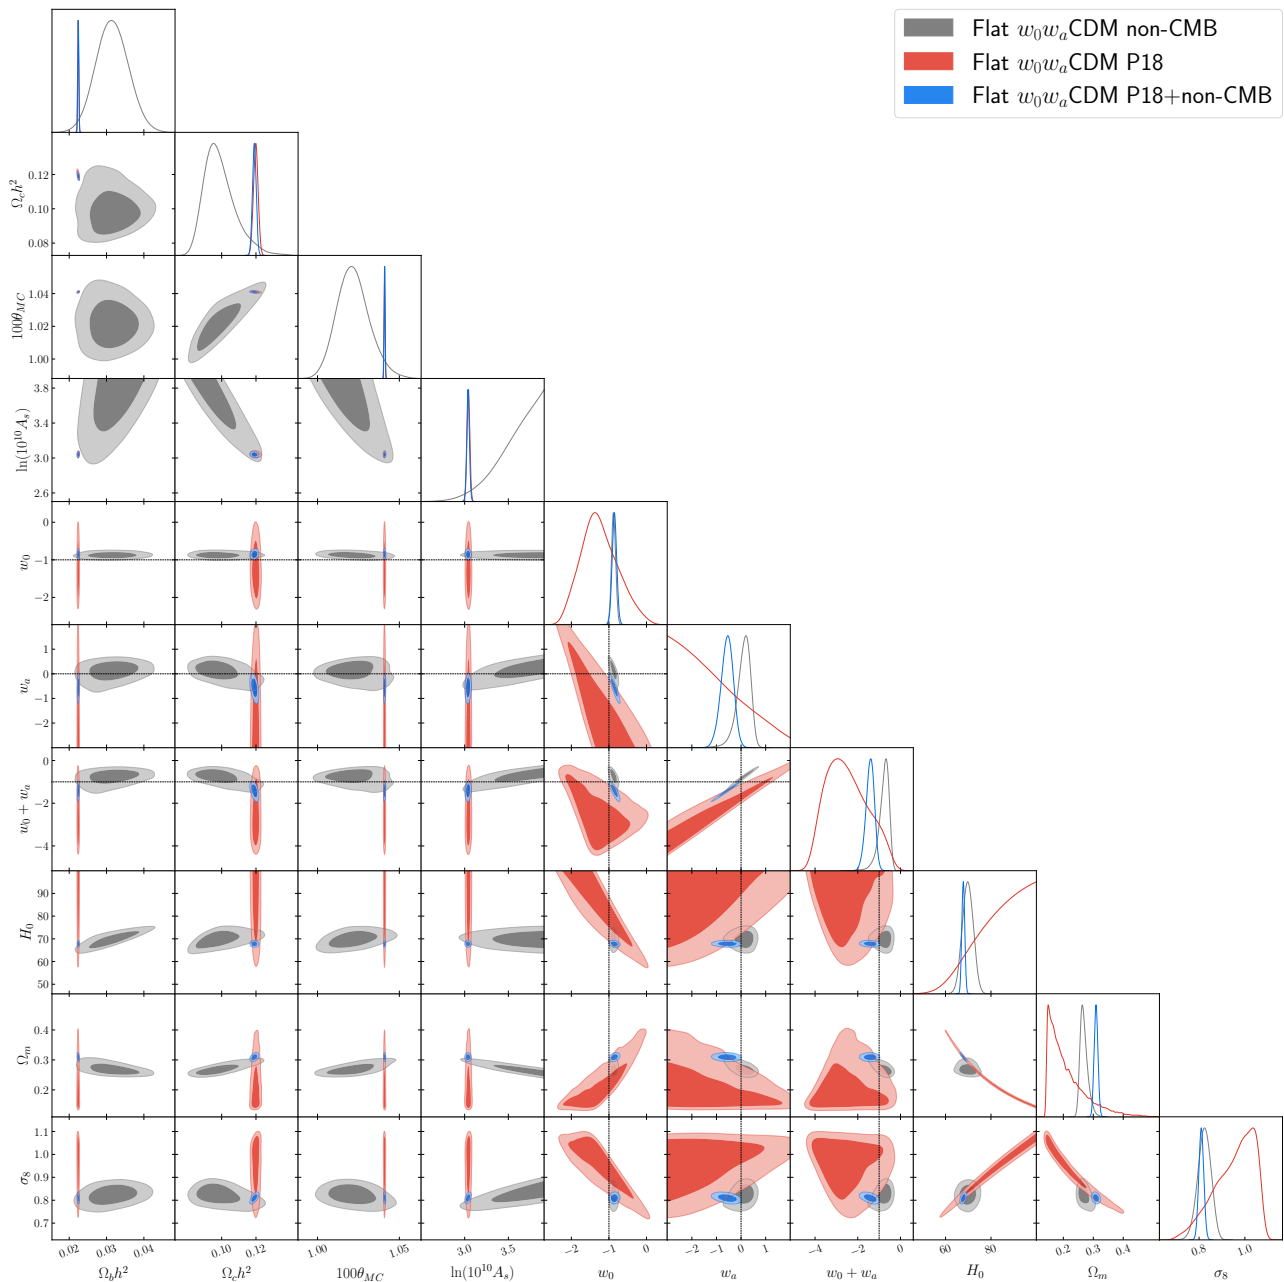 Flat w₀wₐCDM non-CMB
Flat w₀wₐCDM P18
Flat w₀wₐCDM P18+non-CMB
0.12
0.10
0.08
Ω_c h²
1.04
1.02
1.00
100θ_MC
3.8
3.4
3.0
2.6
ln(10¹⁰A_s)
0
−1
−2
w₀
1
0
−1
−2
wₐ
0
−2
−4
w₀ + wₐ
90
80
70
60
50
H₀
0.4
0.3
0.2
Ω_m
1.1
1.0
0.9
0.8
0.7
σ₈
0.02 0.03 0.04 0.10 0.12 1.00 1.05 3.0 3.5 −2 −1 0 −2 −1 0 1 −4 −2 0 60 80 0.2 0.4 0.8 1.0
Ω_b h² Ω_c h² 100θ_MC ln(10¹⁰A_s) w₀ wₐ w₀ + wₐ H₀ Ω_m σ₈